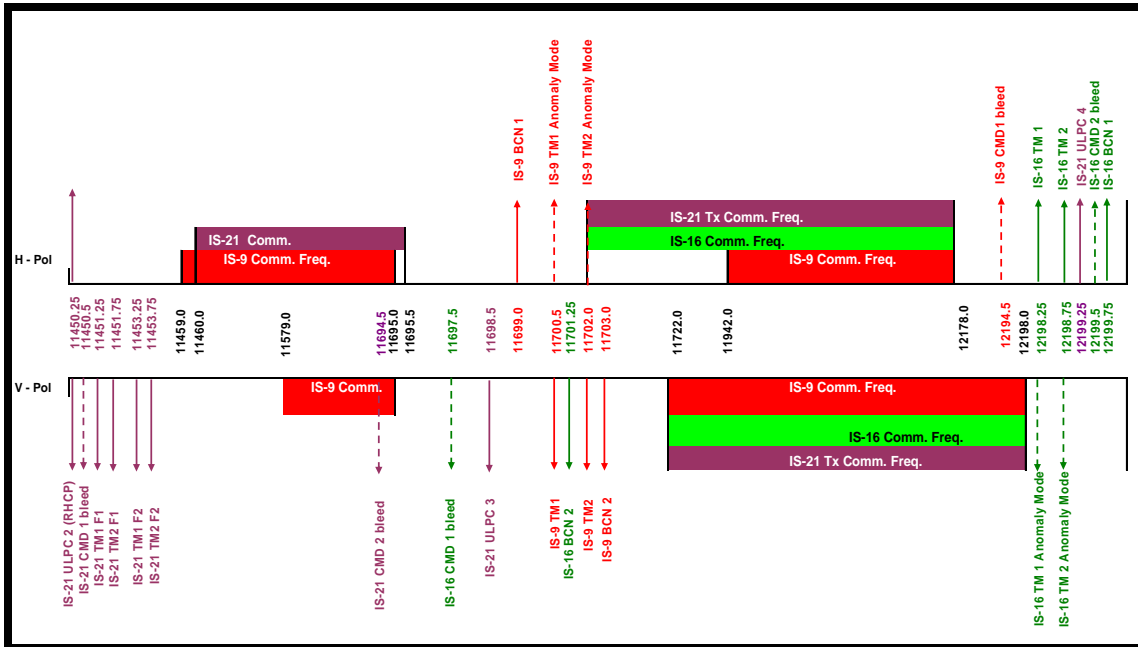 IS-9 BCN 1
IS-9 TM1 Anomaly Mode
IS-9 TM2 Anomaly Mode
IS-9 CMD1 bleed
IS-16 TM 1
IS-16 TM 2
IS-21 ULPC 4
IS-16 CMD 2 bleed
IS-16 BCN 1
IS-21 Tx Comm. Freq.
IS-21 Comm.
IS-16 Comm. Freq.
H - Pol
IS-9 Comm. Freq.
IS-9 Comm. Freq.
11450.25
11450.5
11451.25
11451.75
11453.25
11453.75
11459.0
11460.0
11579.0
11694.5
11695.0
11695.5
11697.5
11698.5
11699.0
11700.5
11701.25
11702.0
11703.0
11722.0
11942.0
12178.0
12194.5
12198.0
12198.25
12198.75
12199.25
12199.5
12199.75
V - Pol
IS-9 Comm.
IS-9 Comm. Freq.
IS-16 Comm. Freq.
IS-21 Tx Comm. Freq.
IS-21 ULPC 2 (RHCP)
IS-21 CMD 1 bleed
IS-21 TM1 F1
IS-21 TM2 F1
IS-21 TM1 F2
IS-21 TM2 F2
IS-21 CMD 2 bleed
IS-16 CMD 1 bleed
IS-21 ULPC 3
IS-9 TM1
IS-16 BCN 2
IS-9 TM2
IS-9 BCN 2
IS-16 TM 1 Anomaly Mode
IS-16 TM 2 Anomaly Mode